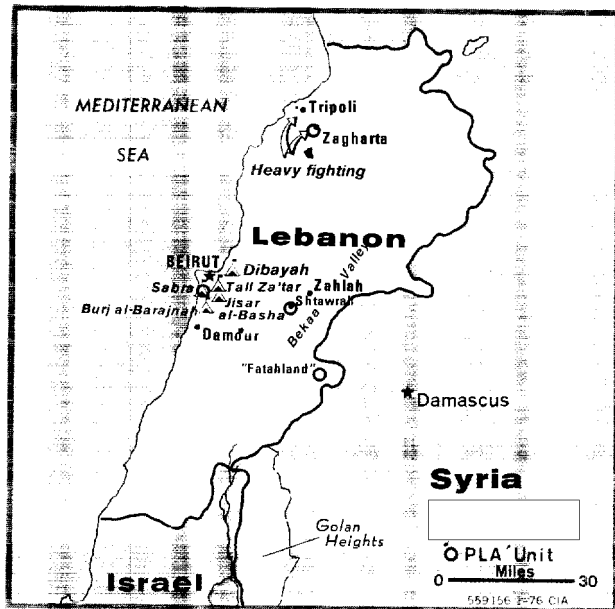 MEDITERRANEAN
SEA
Tripoli
Zagharta
Heavy fighting
Lebanon
BEIRUT
Dibayah
Sabra
Tall Za'tar
Jisar
al-Basha
Burj al-Barajnah
Zahlah
Shtawrah
Bekaa Valley
Damour
"Fatahland"
Damascus
Syria
Golan
Heights
Israel
PLA Unit
Miles
0 30
559156 1-76 CIA